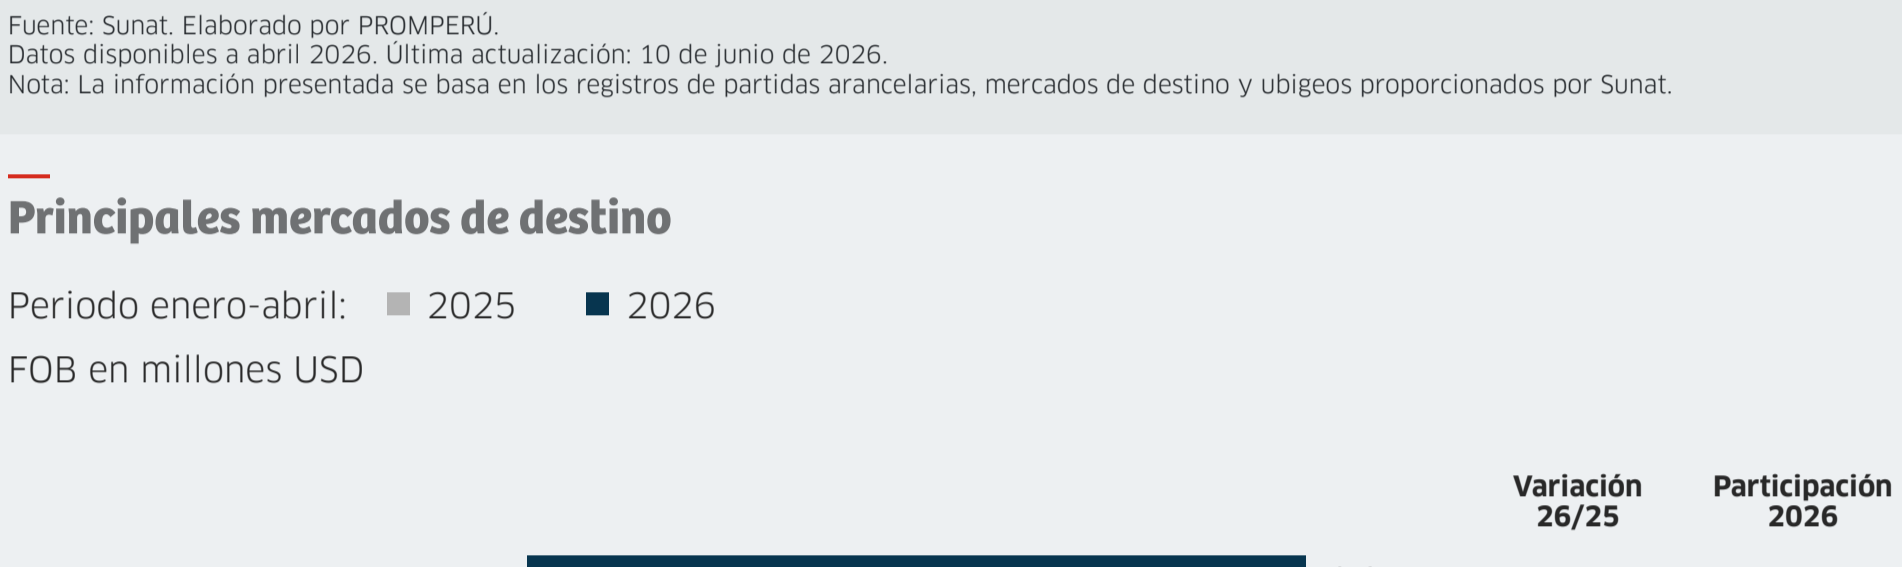 Fuente: Sunat. Elaborado por PROMPERÚ.
Datos disponibles a abril 2026. Última actualización: 10 de junio de 2026.
Nota: La información presentada se basa en los registros de partidas arancelarias, mercados de destino y ubigeos proporcionados por Sunat.
Principales mercados de destino
Periodo enero-abril: 2025 2026
FOB en millones USD
Variación Participación
26/25 2026